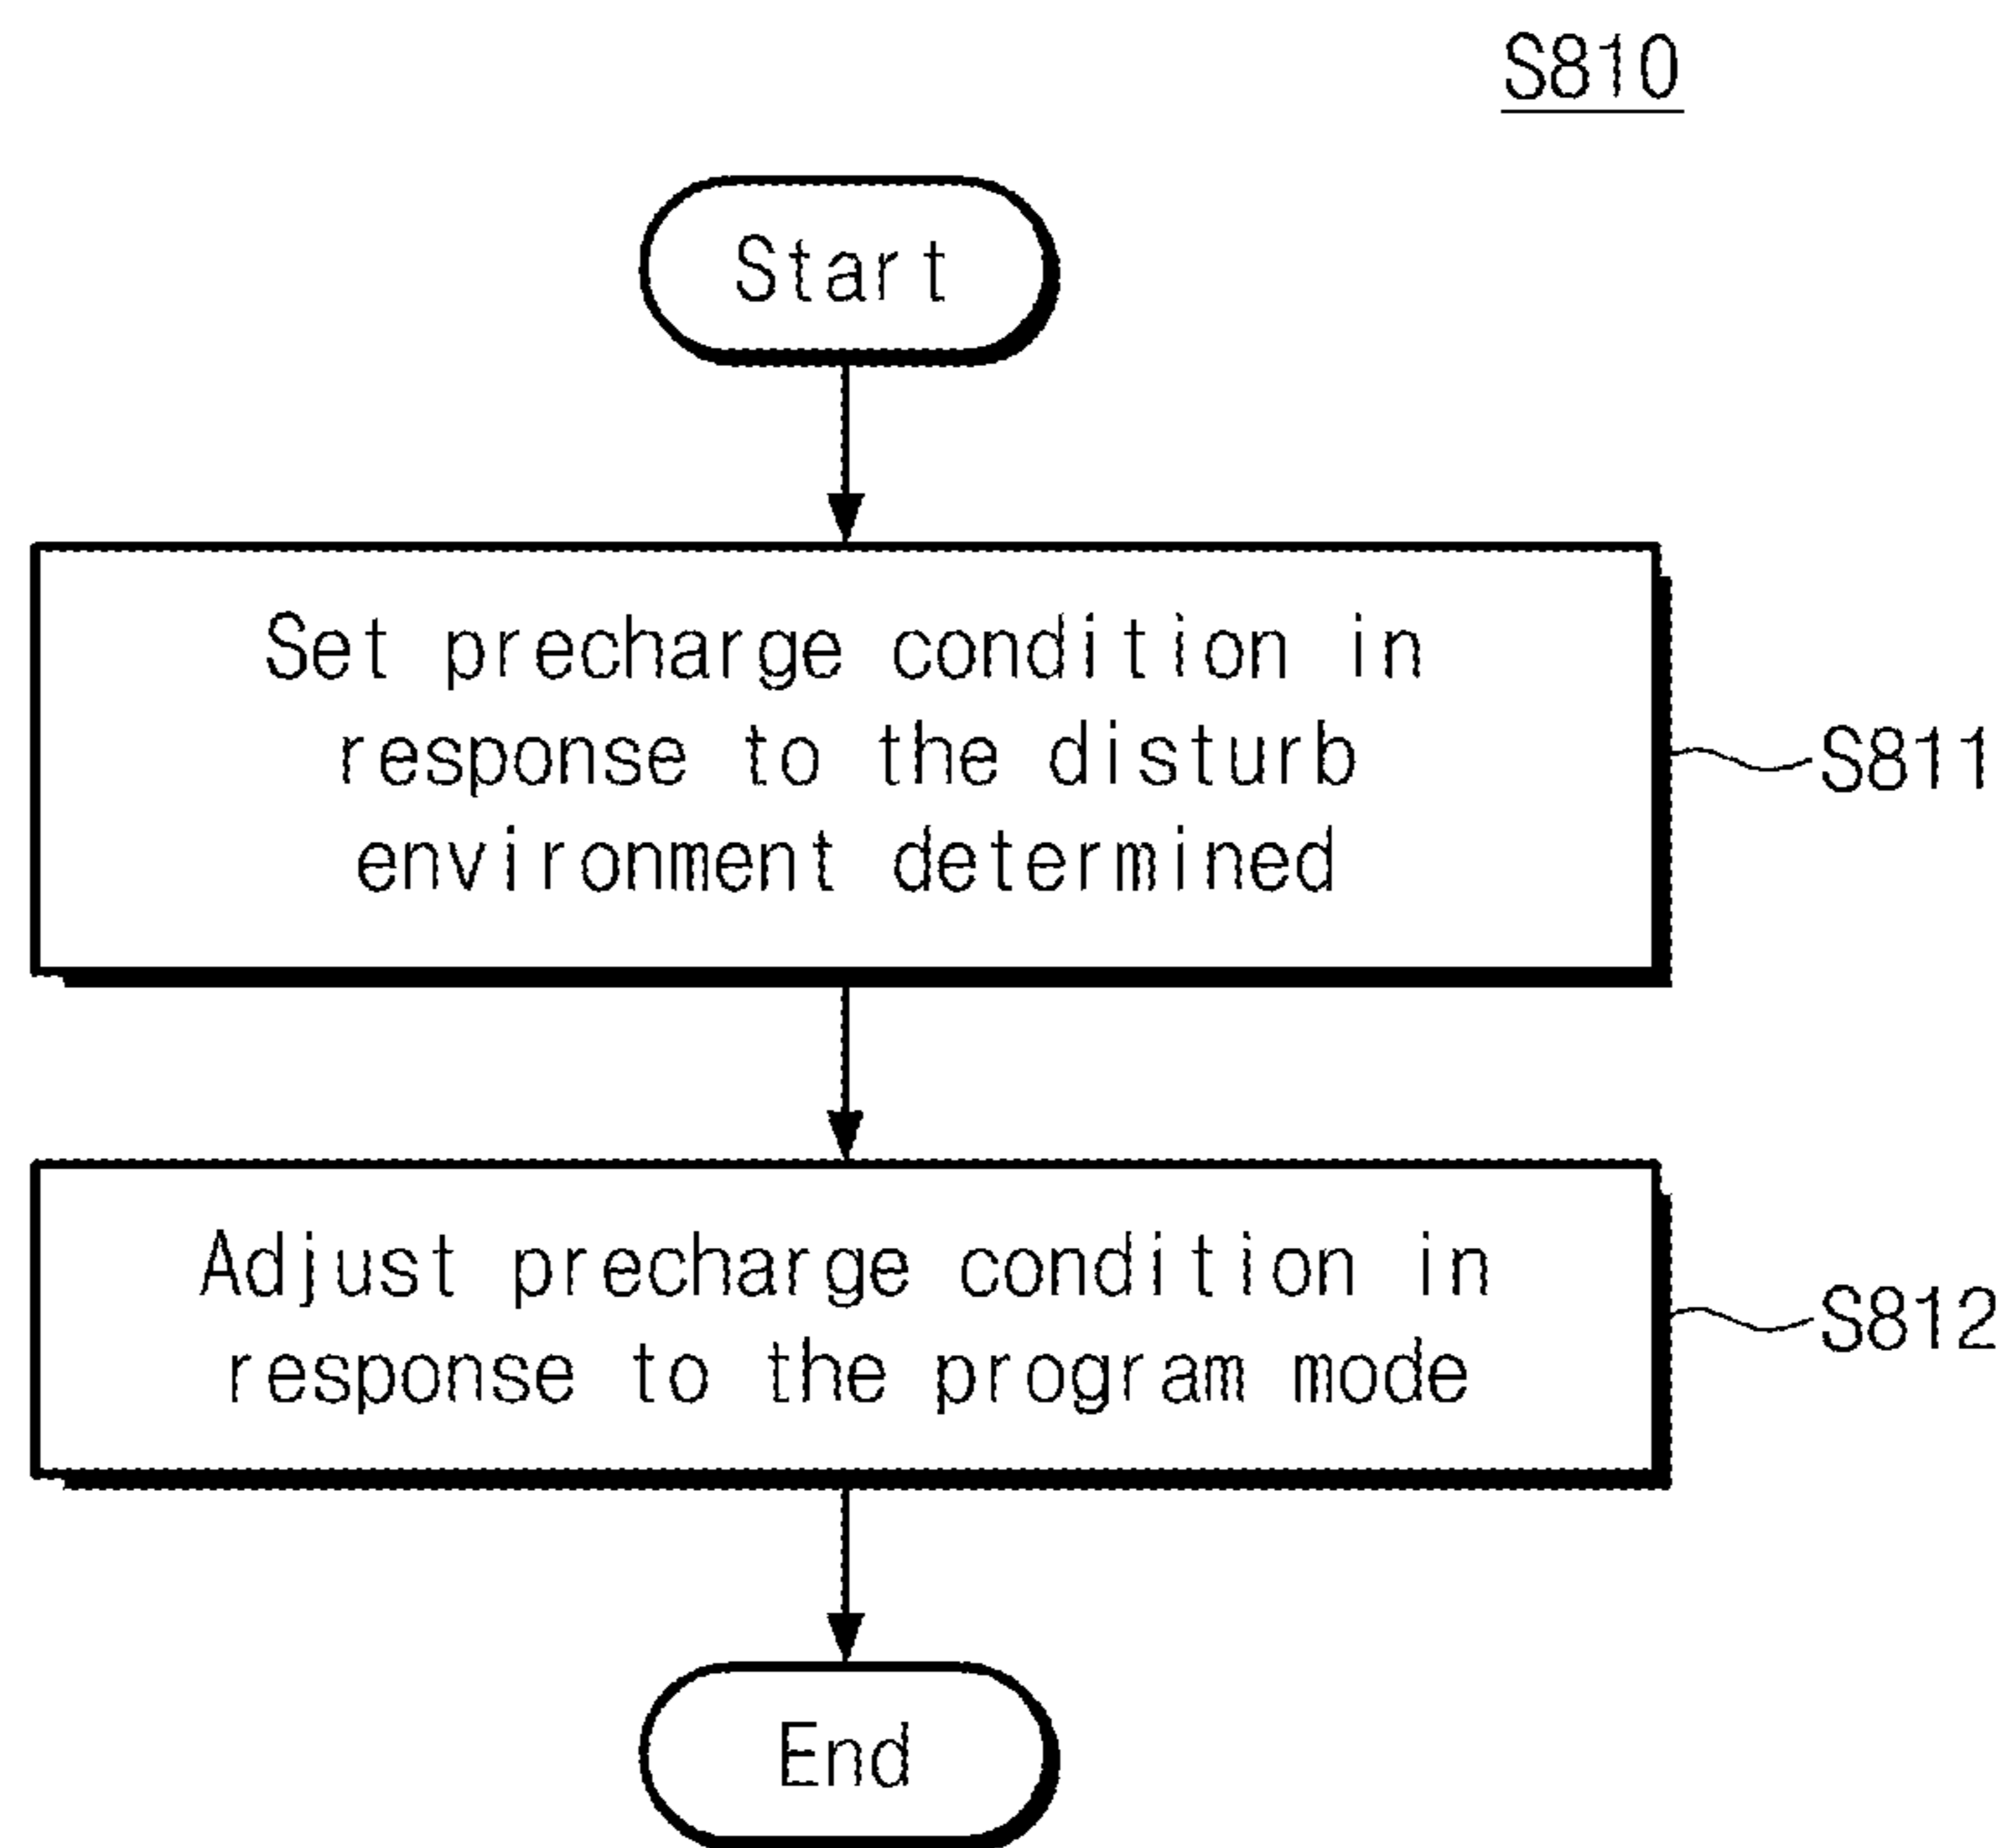 S810
Start
Set precharge condition in
response to the disturb
environment determined
S811
Adjust precharge condition in
response to the program mode
S812
End